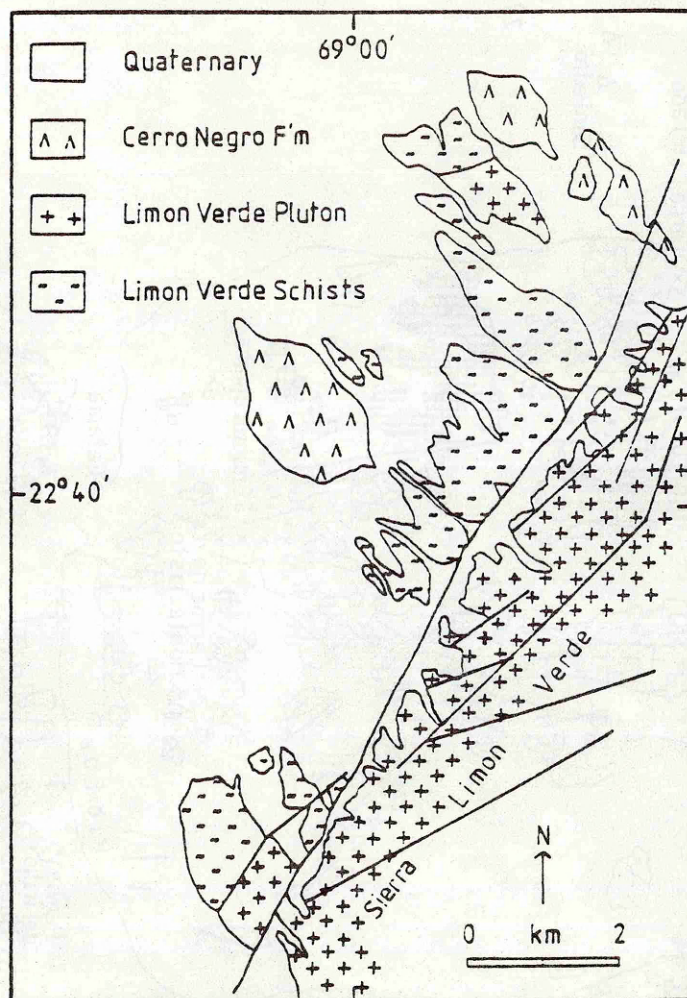 69°00'
Quaternary
Cerro Negro F'm
Limon Verde Pluton
Limon Verde Schists
22°40'
Verde
Limon
Sierra
N
0 km 2